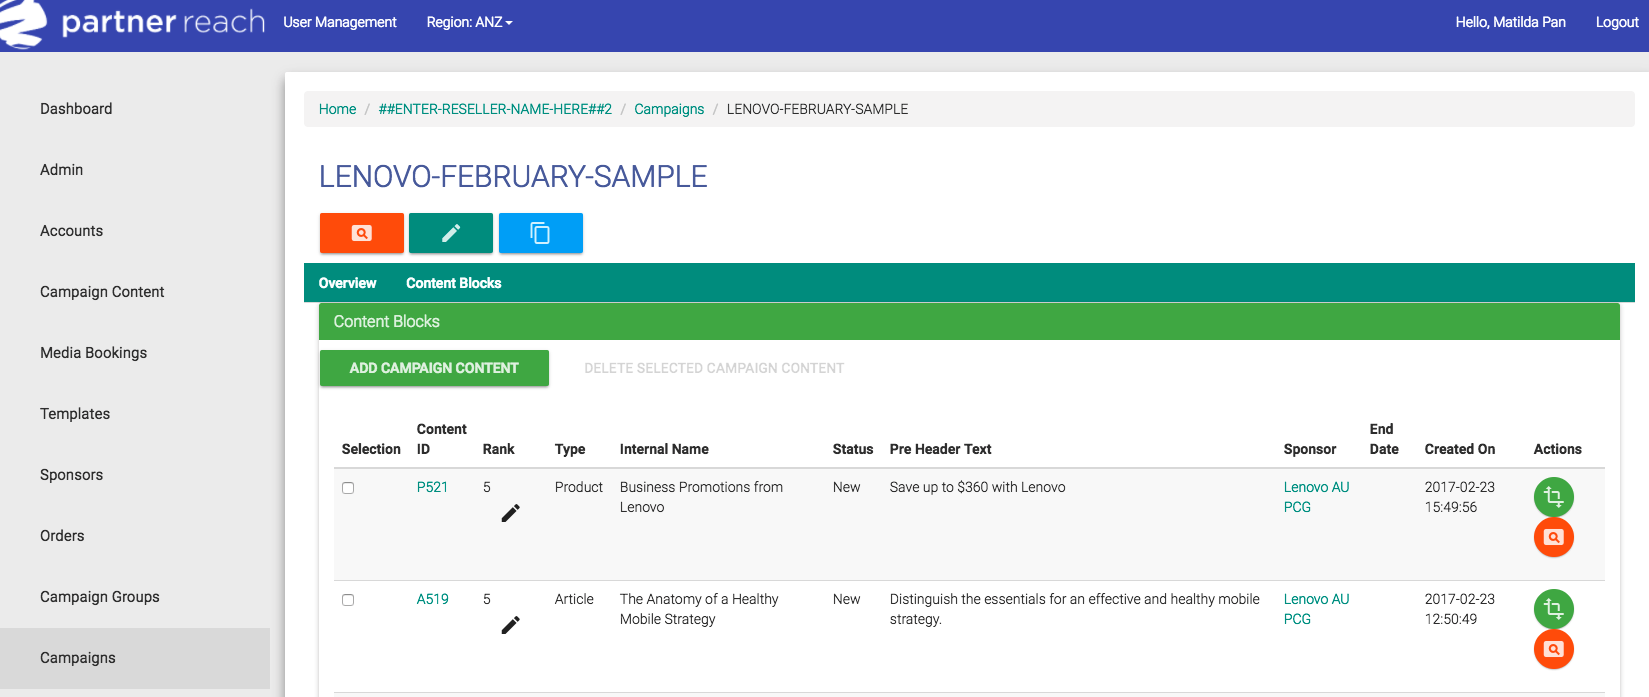 partner reach
User Management
Region: ANZ
Hello, Matilda Pan
Logout
Dashboard
Admin
Accounts
Campaign Content
Media Bookings
Templates
Sponsors
Orders
Campaign Groups
Campaigns
Home / ##ENTER-RESELLER-NAME-HERE##2 / Campaigns / LENOVO-FEBRUARY-SAMPLE
LENOVO-FEBRUARY-SAMPLE
Overview
Content Blocks
Content Blocks
ADD CAMPAIGN CONTENT
DELETE SELECTED CAMPAIGN CONTENT
Selection
Content
ID
Rank
Type
Internal Name
Status
Pre Header Text
Sponsor
End
Date
Created On
Actions
P521
5
Product
Business Promotions from
Lenovo
New
Save up to $360 with Lenovo
Lenovo AU
PCG
2017-02-23
15:49:56
A519
5
Article
The Anatomy of a Healthy
Mobile Strategy
New
Distinguish the essentials for an effective and healthy mobile
strategy.
Lenovo AU
PCG
2017-02-23
12:50:49